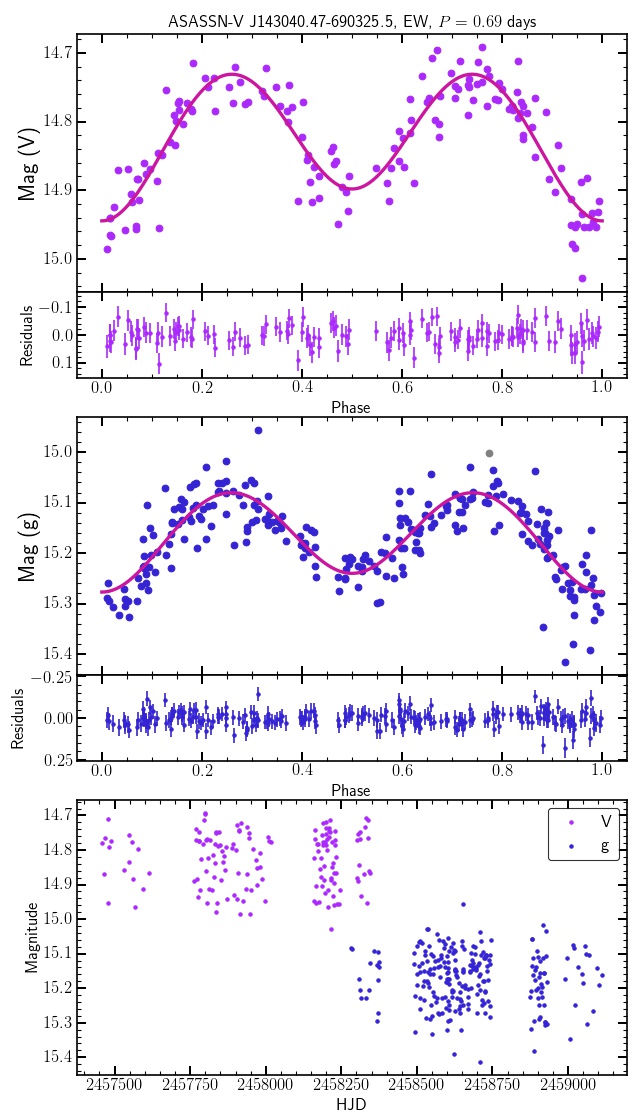 ASASSN-V J143040.47-690325.5, EW, P = 0.69 days
14.7
14.8
14.9
15.0
Mag (V)
−0.1
0.0
0.1
Residuals
0.0 0.2 0.4 0.6 0.8 1.0
Phase
15.0
15.1
15.2
15.3
15.4
Mag (g)
−0.25
0.00
0.25
Residuals
0.0 0.2 0.4 0.6 0.8 1.0
Phase
14.7
14.8
14.9
15.0
15.1
15.2
15.3
15.4
Magnitude
V
g
2457500 2457750 2458000 2458250 2458500 2458750 2459000
HJD